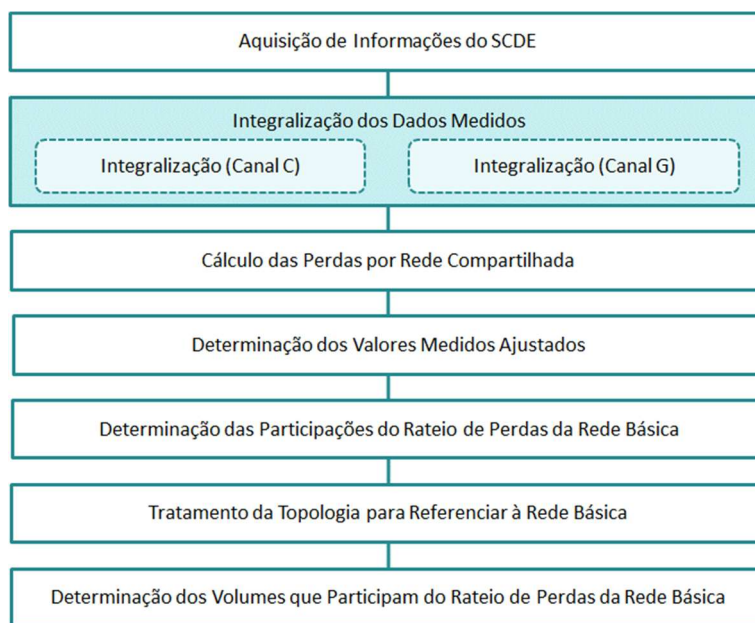 Aquisição de Informações do SCDE
Integralização dos Dados Medidos
Integralização (Canal C)
Integralização (Canal G)
Cálculo das Perdas por Rede Compartilhada
Determinação dos Valores Medidos Ajustados
Determinação das Participações do Rateio de Perdas da Rede Básica
Tratamento da Topologia para Referenciar à Rede Básica
Determinação dos Volumes que Participam do Rateio de Perdas da Rede Básica